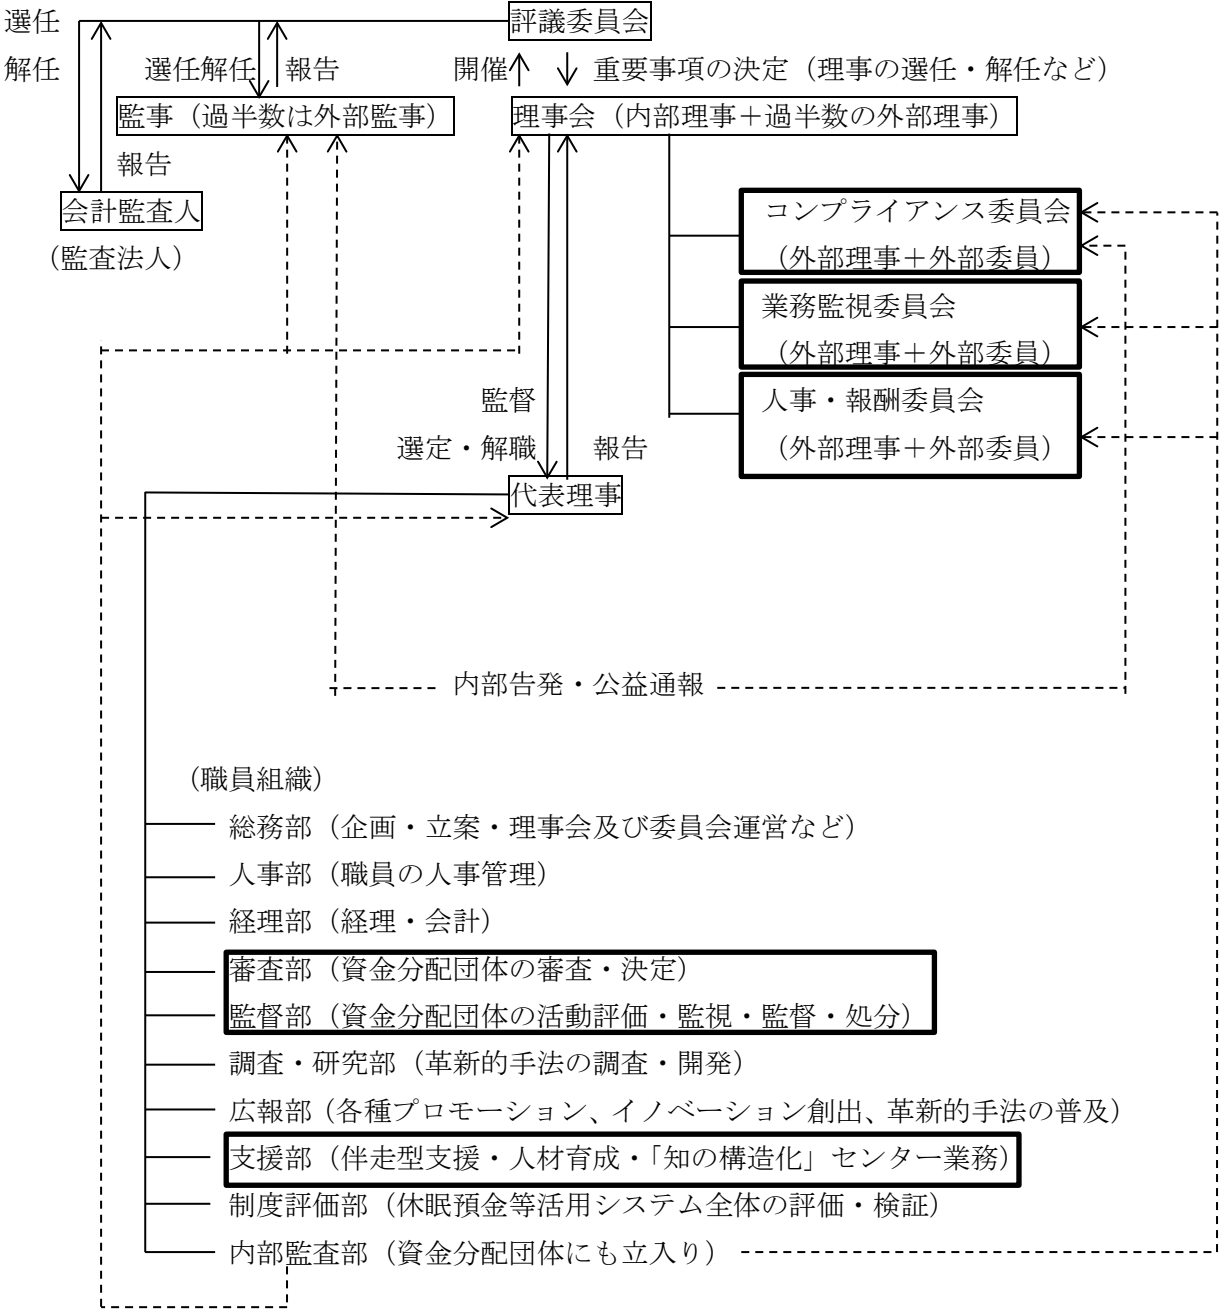 選任
評議委員会
解任
選任解任
報告
開催
重要事項の決定（理事の選任・解任など）
監事（過半数は外部監事）
理事会（内部理事＋過半数の外部理事）
報告
会計監査人
（監査法人）
コンプライアンス委員会
（外部理事＋外部委員）
業務監視委員会
（外部理事＋外部委員）
人事・報酬委員会
（外部理事＋外部委員）
監督
選定・解職
報告
代表理事
内部告発・公益通報
（職員組織）
総務部（企画・立案・理事会及び委員会運営など）
人事部（職員の人事管理）
経理部（経理・会計）
審査部（資金分配団体の審査・決定）
監督部（資金分配団体の活動評価・監視・監督・処分）
調査・研究部（革新的手法の調査・開発）
広報部（各種プロモーション、イノベーション創出、革新的手法の普及）
支援部（伴走型支援・人材育成・「知の構造化」センター業務）
制度評価部（休眠預金等活用システム全体の評価・検証）
内部監査部（資金分配団体にも立入り）